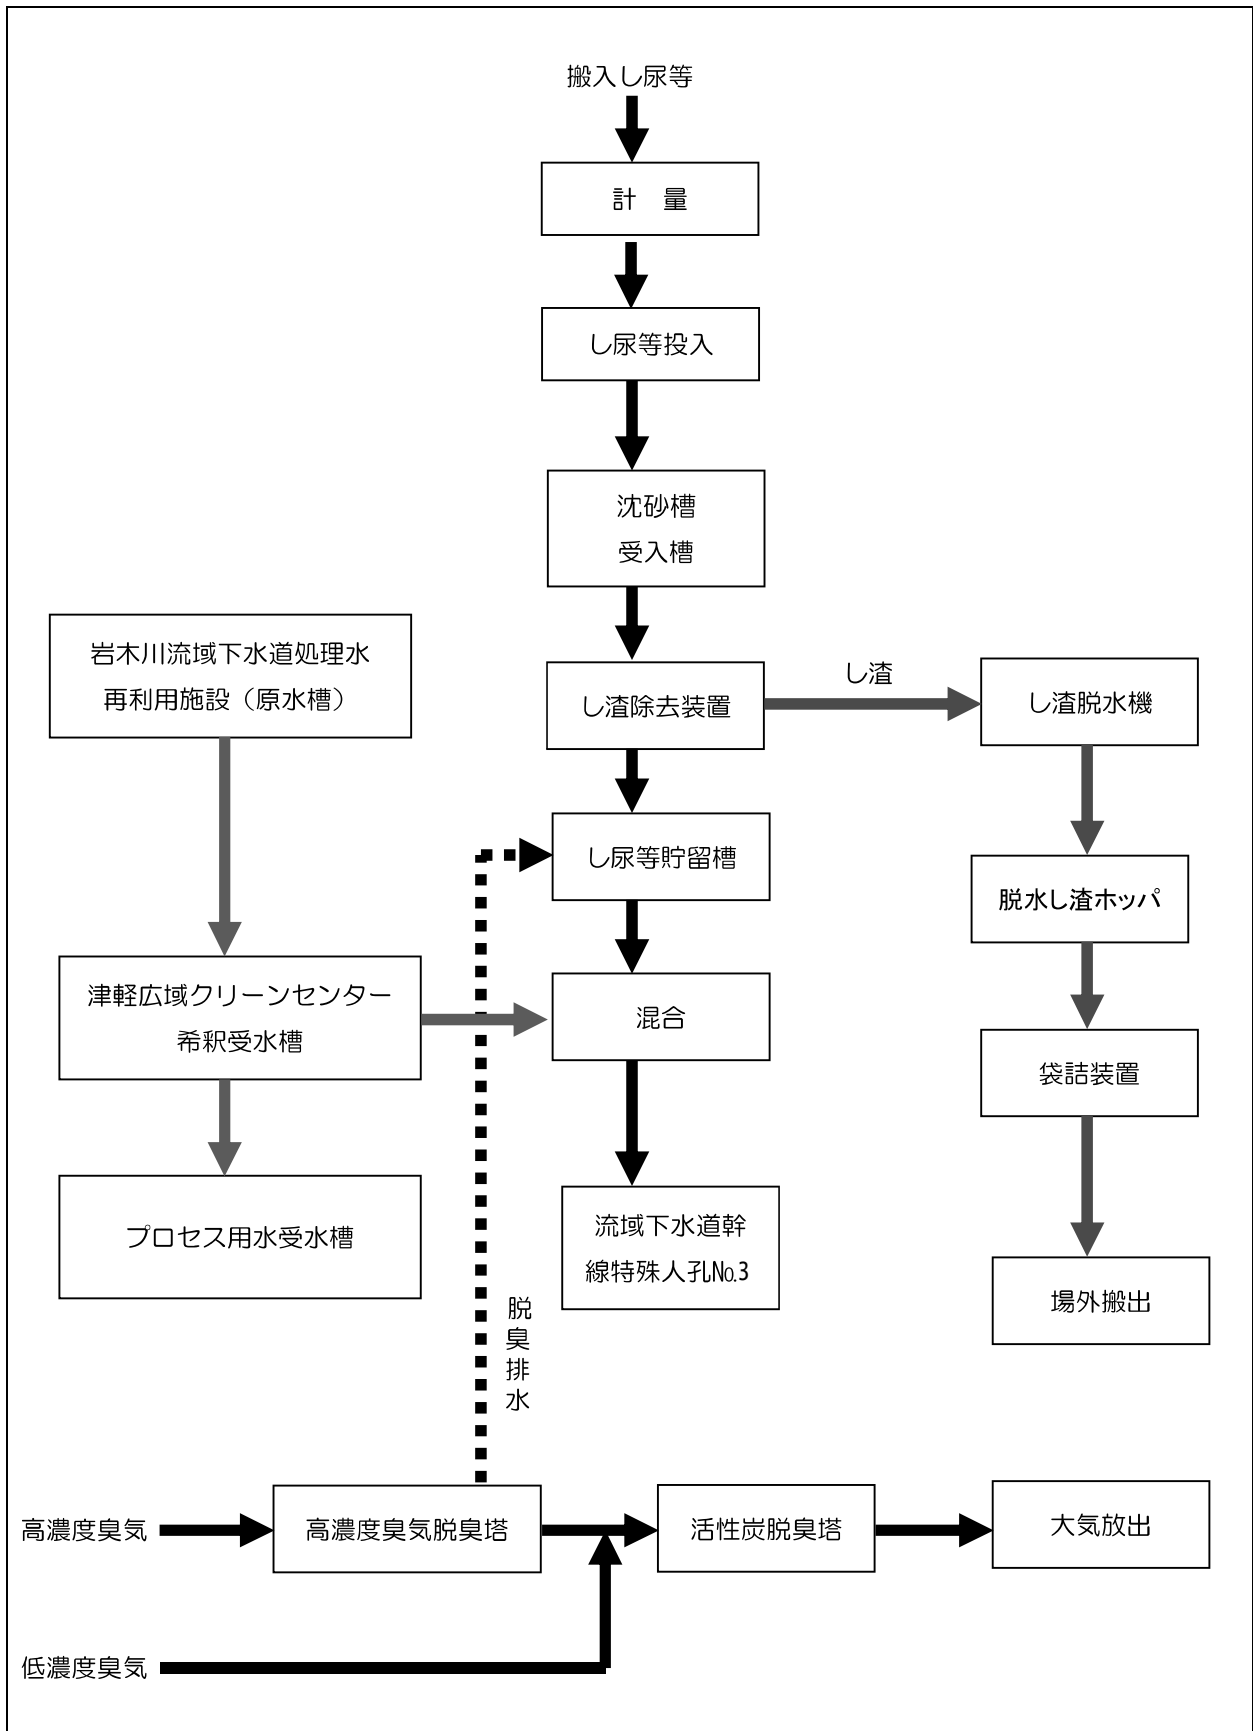 搬入し尿等
計　量
し尿等投入
沈砂槽
受入槽
岩木川流域下水道処理水
再利用施設（原水槽）
し渣除去装置
し渣
し渣脱水機
し尿等貯留槽
脱水し渣ホッパ
津軽広域クリーンセンター
希釈受水槽
混合
袋詰装置
プロセス用水受水槽
流域下水道幹
線特殊人孔№3
場外搬出
脱臭排水
高濃度臭気
高濃度臭気脱臭塔
活性炭脱臭塔
大気放出
低濃度臭気